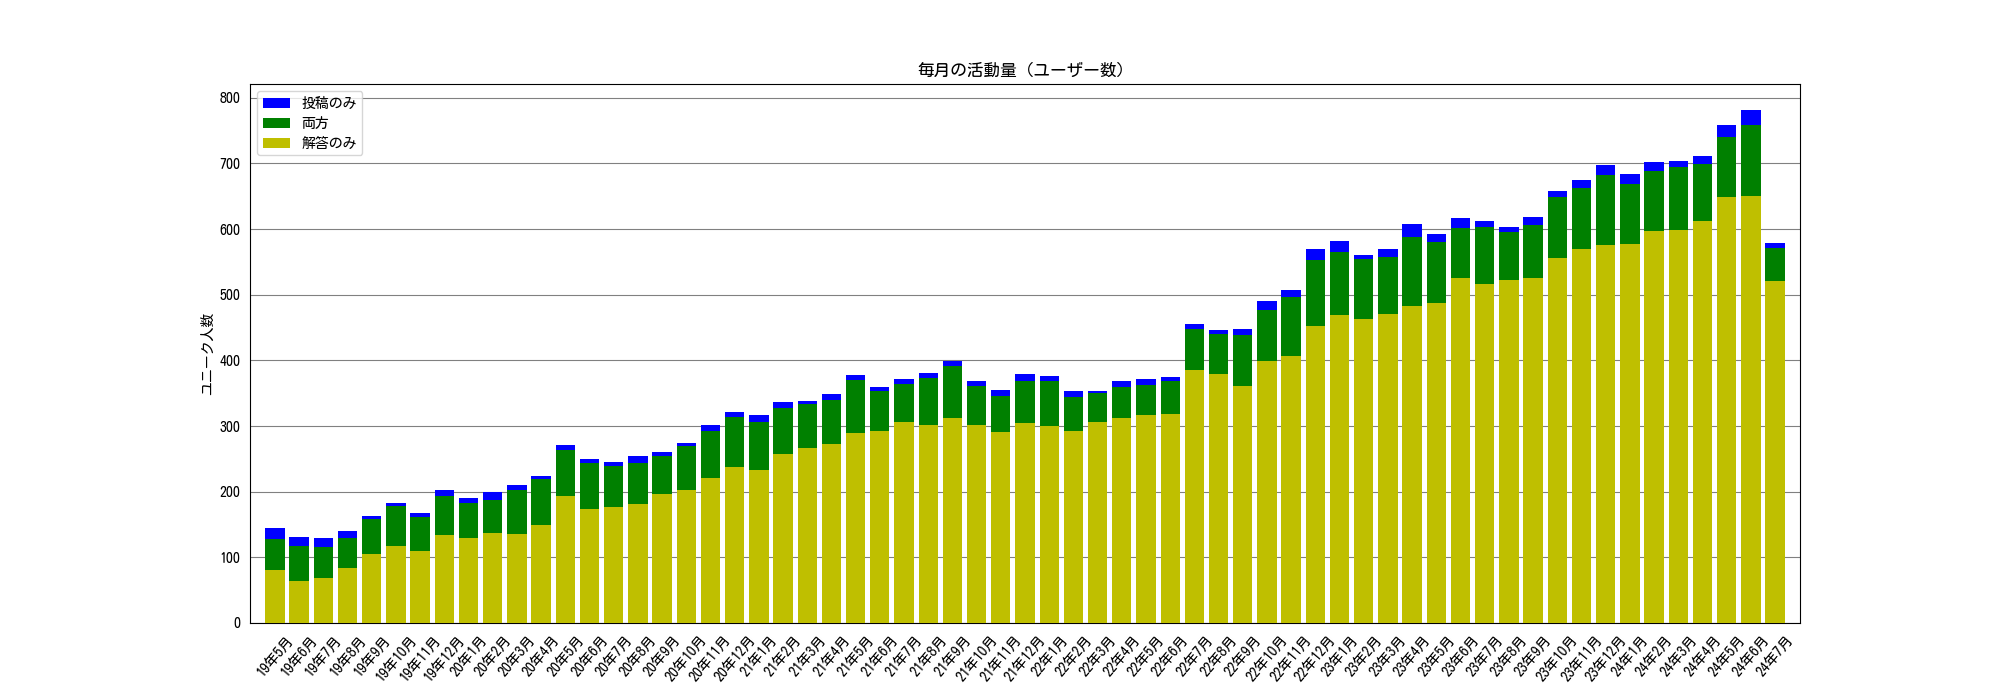 毎月の活動量（ユーザー数）
投稿のみ
両方
解答のみ
ユニーク人数
800
700
600
500
400
300
200
100
0
19年5月
19年6月
19年7月
19年8月
19年9月
19年10月
19年11月
19年12月
20年1月
20年2月
20年3月
20年4月
20年5月
20年6月
20年7月
20年8月
20年9月
20年10月
20年11月
20年12月
21年1月
21年2月
21年3月
21年4月
21年5月
21年6月
21年7月
21年8月
21年9月
21年10月
21年11月
21年12月
22年1月
22年2月
22年3月
22年4月
22年5月
22年6月
22年7月
22年8月
22年9月
22年10月
22年11月
22年12月
23年1月
23年2月
23年3月
23年4月
23年5月
23年6月
23年7月
23年8月
23年9月
23年10月
23年11月
23年12月
24年1月
24年2月
24年3月
24年4月
24年5月
24年6月
24年7月